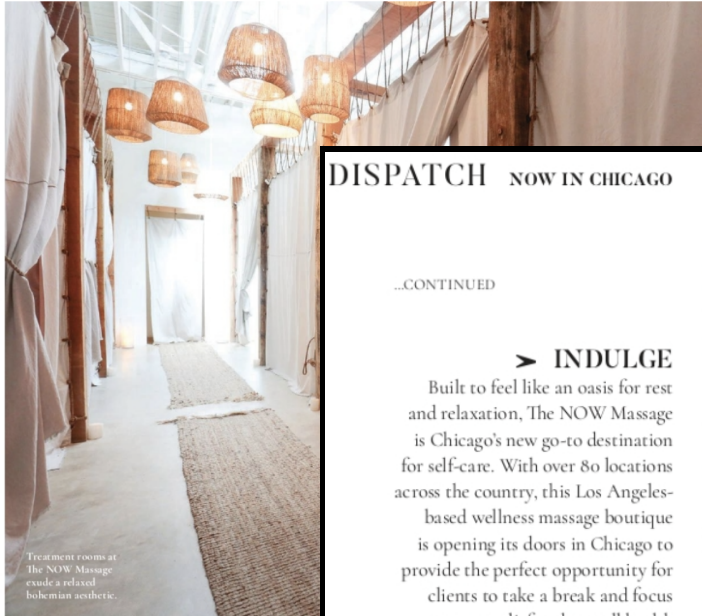 DISPATCH NOW IN CHICAGO
...CONTINUED
➤ INDULGE
Built to feel like an oasis for rest
and relaxation, The NOW Massage
is Chicago's new go-to destination
for self-care. With over 80 locations
across the country, this Los Angeles-
based wellness massage boutique
is opening its doors in Chicago to
provide the perfect opportunity for
clients to take a break and focus
Treatment rooms at
The NOW Massage
exude a relaxed
bohemian aesthetic.